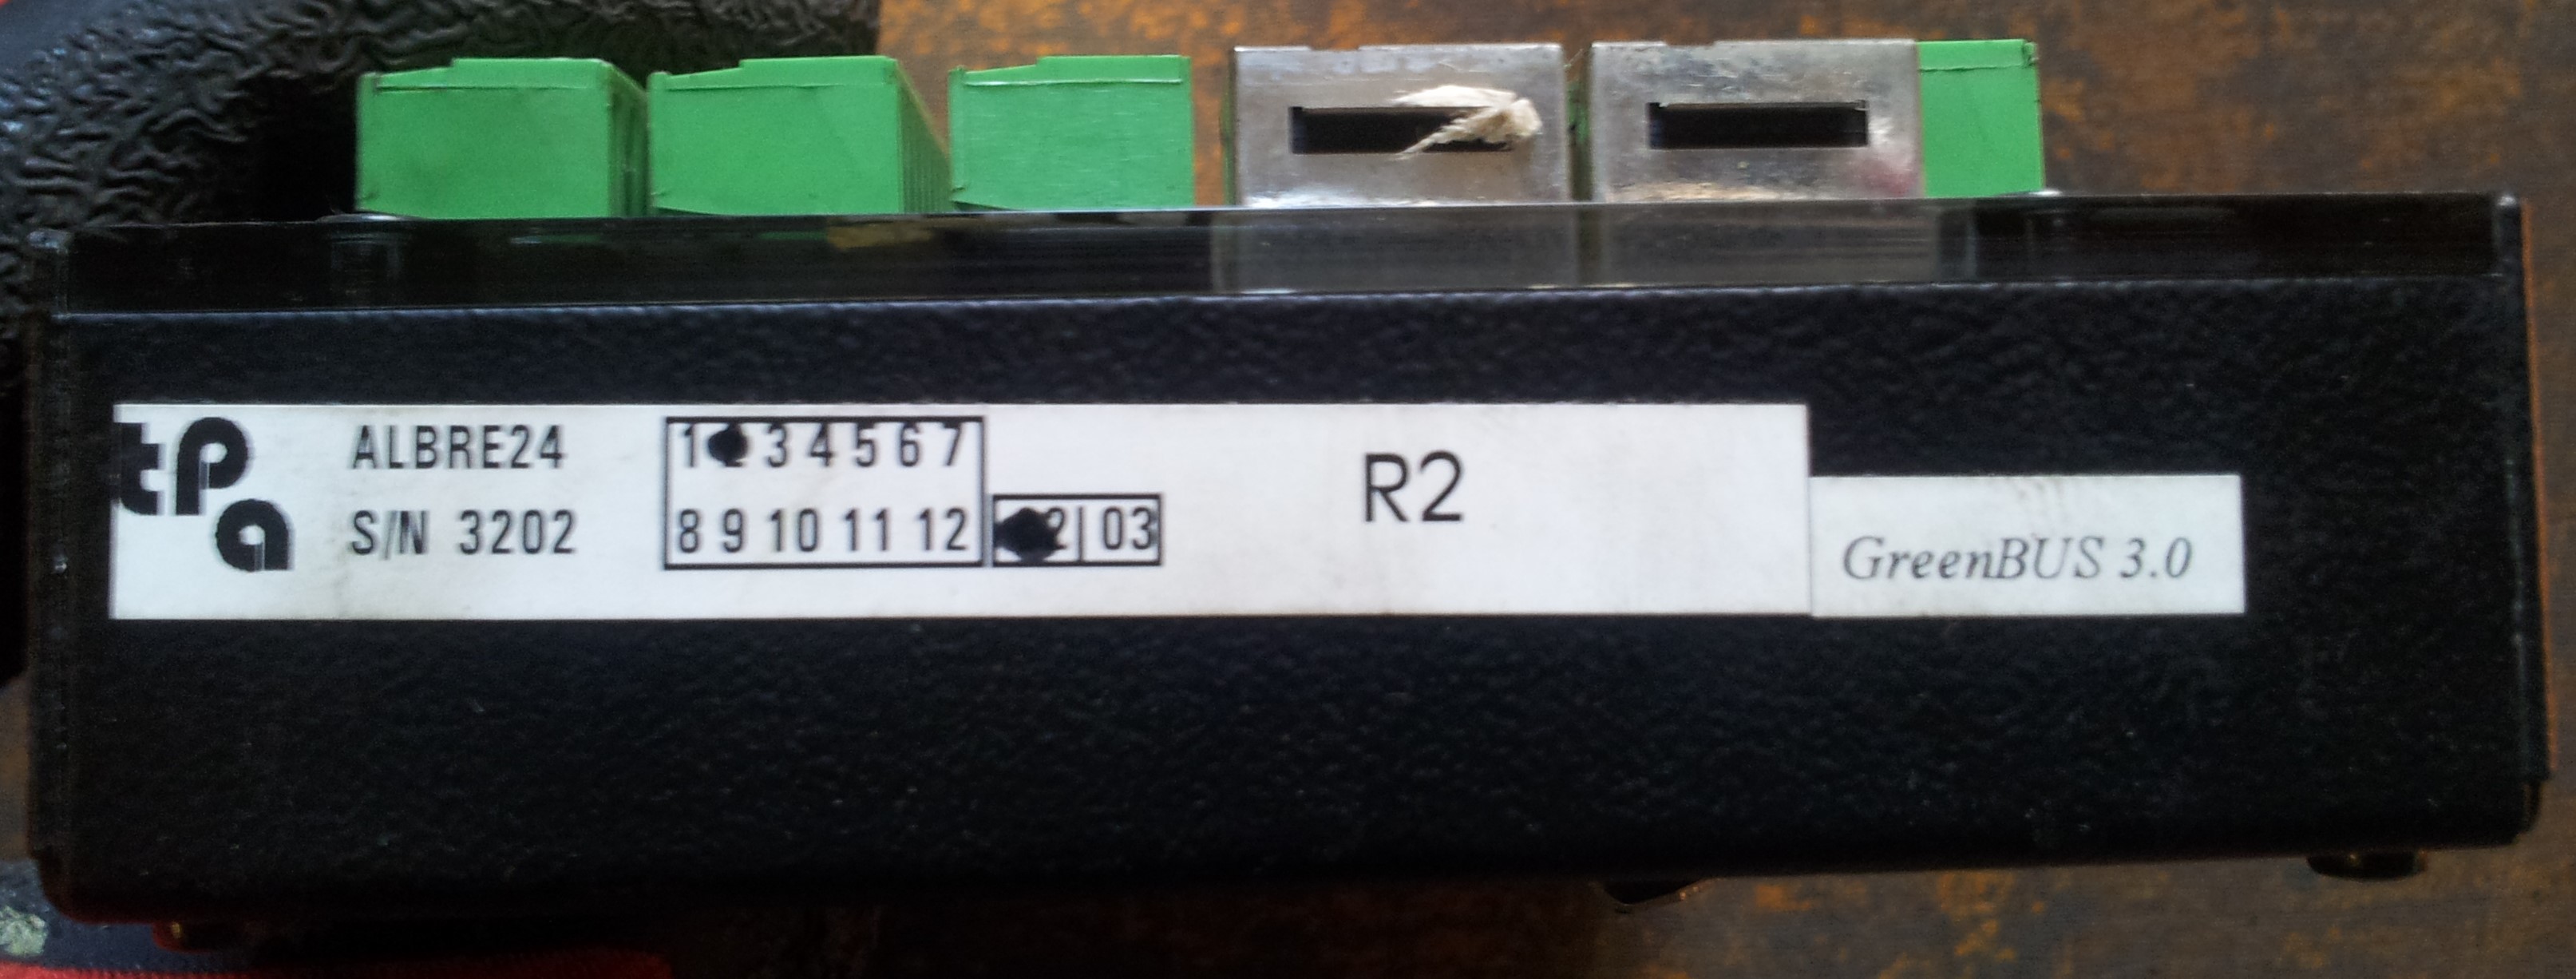 tpa
ALBRE24
S/N 3202
1 3 4 5 6 7
8 9 10 11 12
2 | 03
R2
GreenBUS 3.0